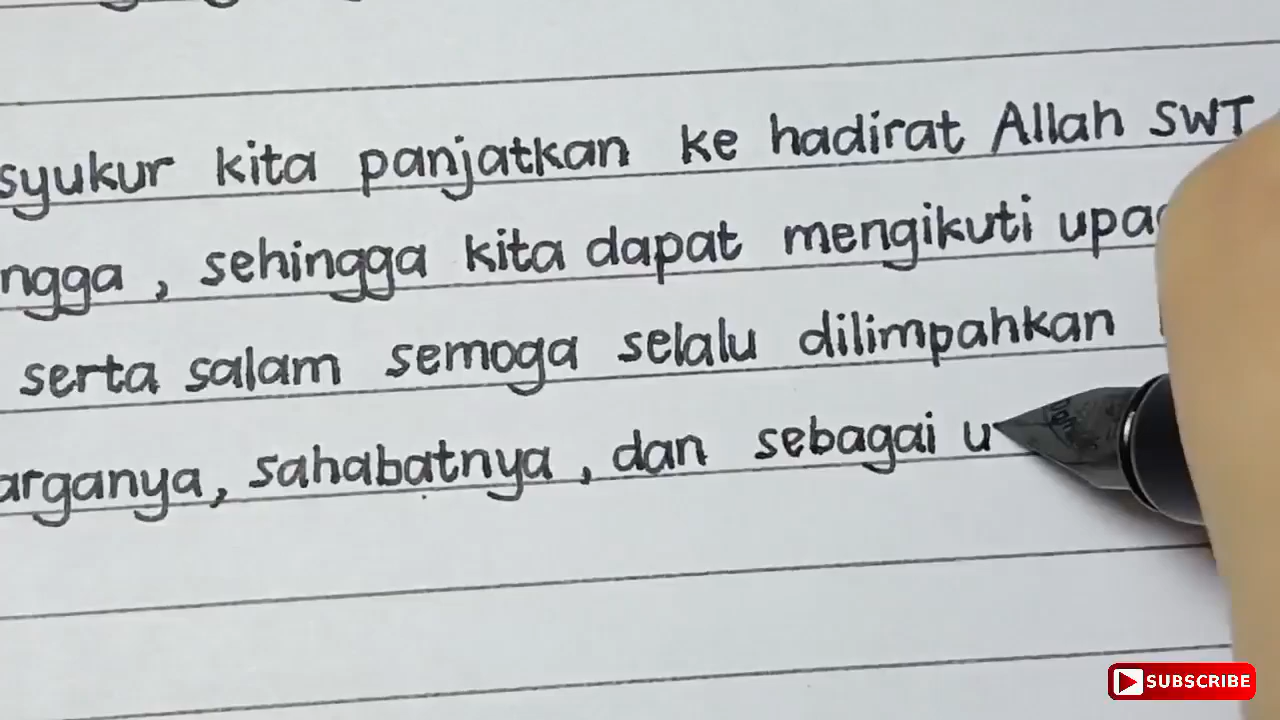 syukur kita panjatkan ke hadirat Allah SWT
ngga , sehingga kita dapat mengikuti upa
serta salam semoga selalu dilimpahkan
arganya, sahabatnya , dan sebagai u
SUBSCRIBE